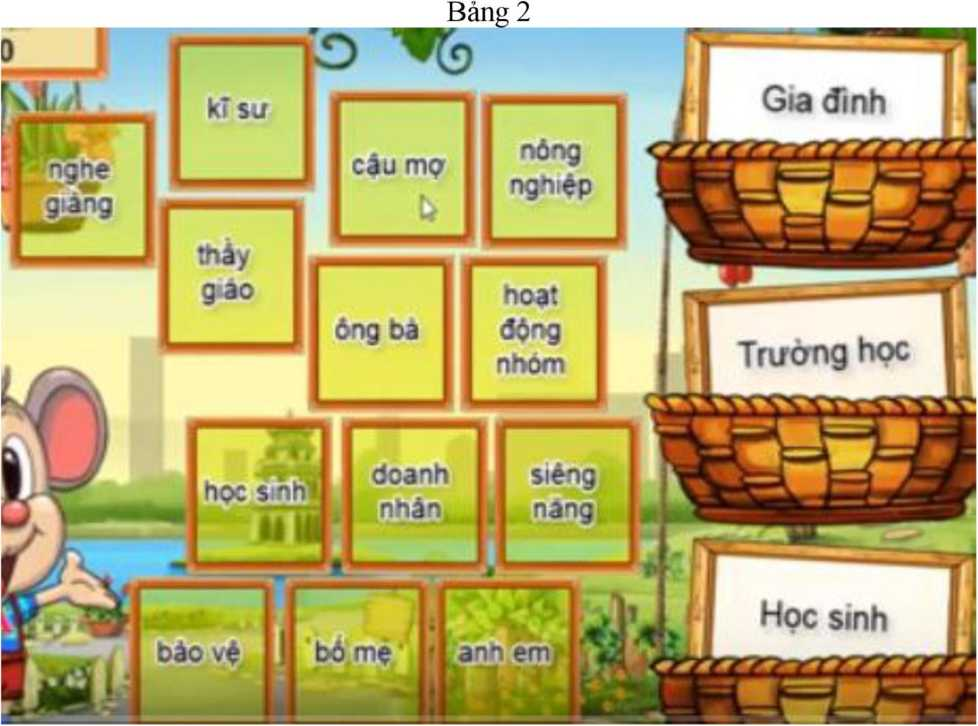 Bảng 2
0
kĩ sư
nghe
giảng
cậu mợ
nông
nghiệp
thầy
giáo
ông bà
hoạt
động
nhóm
học sinh
doanh
nhân
siêng
năng
bảo vệ
bố mẹ
anh em
Gia đình
Trường học
Học sinh